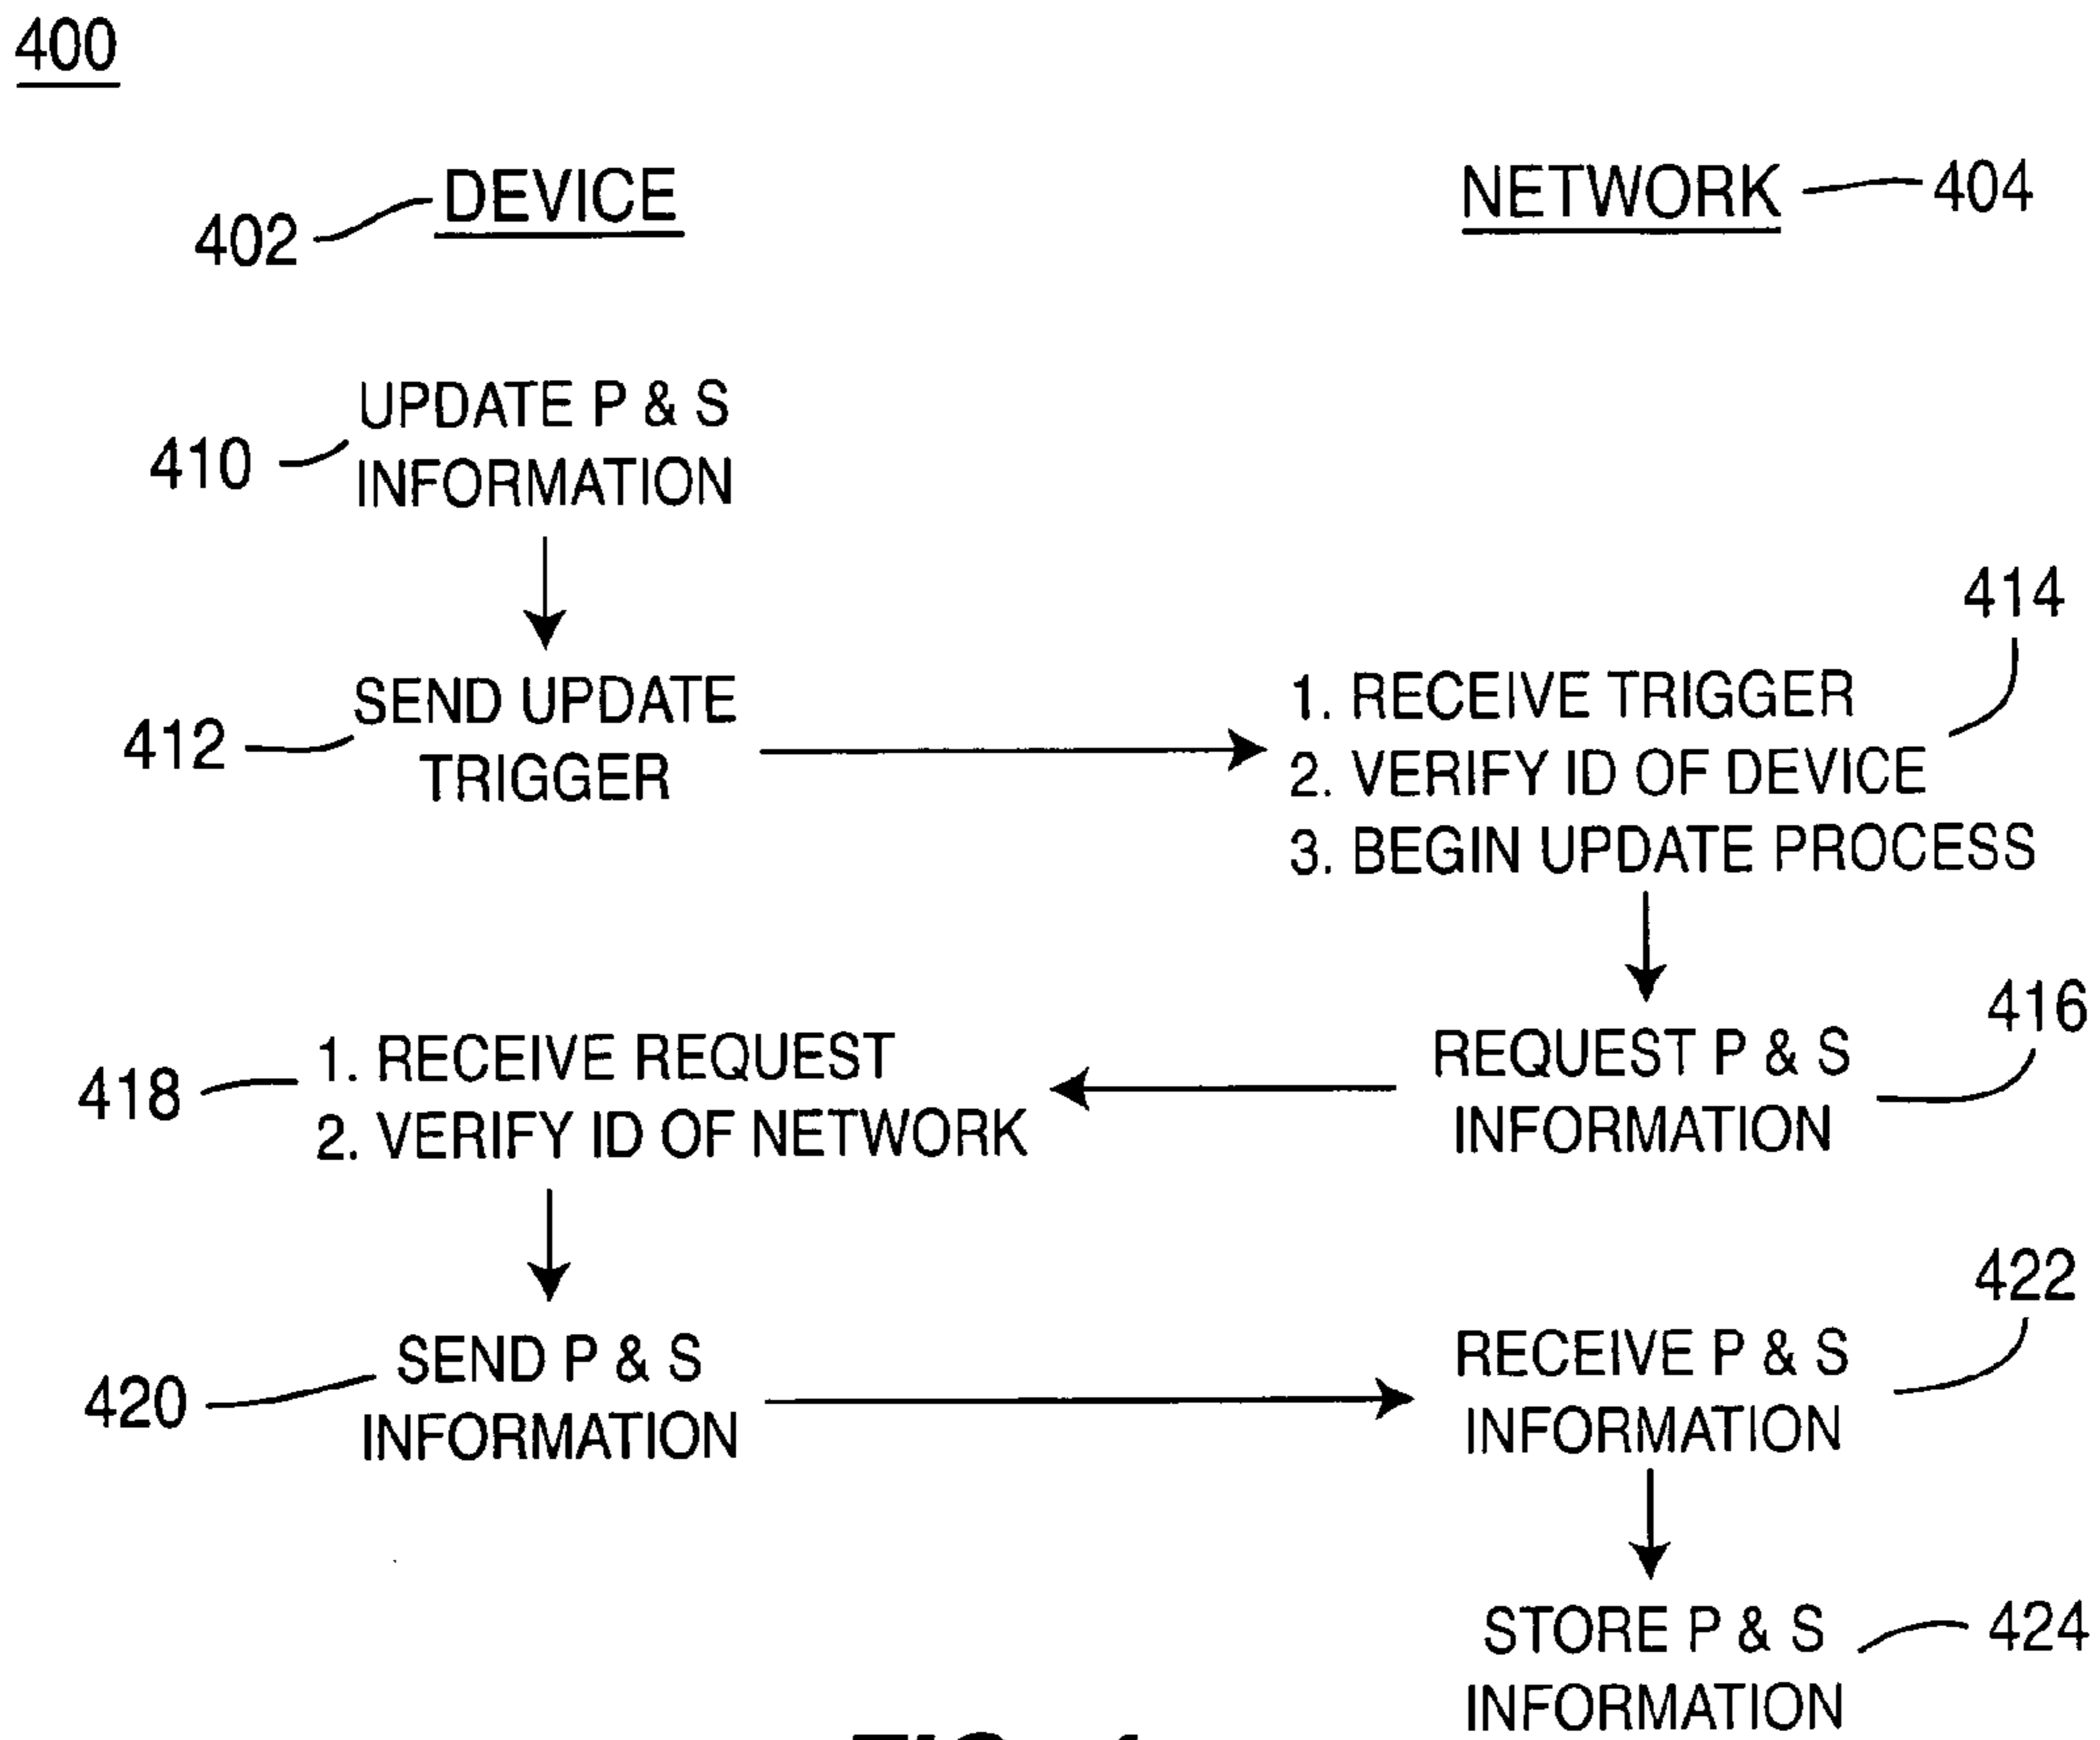 400
DEVICE
402
NETWORK
404
UPDATE P & S
INFORMATION
410
SEND UPDATE
TRIGGER
412
414
1. RECEIVE TRIGGER
2. VERIFY ID OF DEVICE
3. BEGIN UPDATE PROCESS
416
REQUEST P & S
INFORMATION
418
1. RECEIVE REQUEST
2. VERIFY ID OF NETWORK
420
SEND P & S
INFORMATION
422
RECEIVE P & S
INFORMATION
STORE P & S
INFORMATION
424